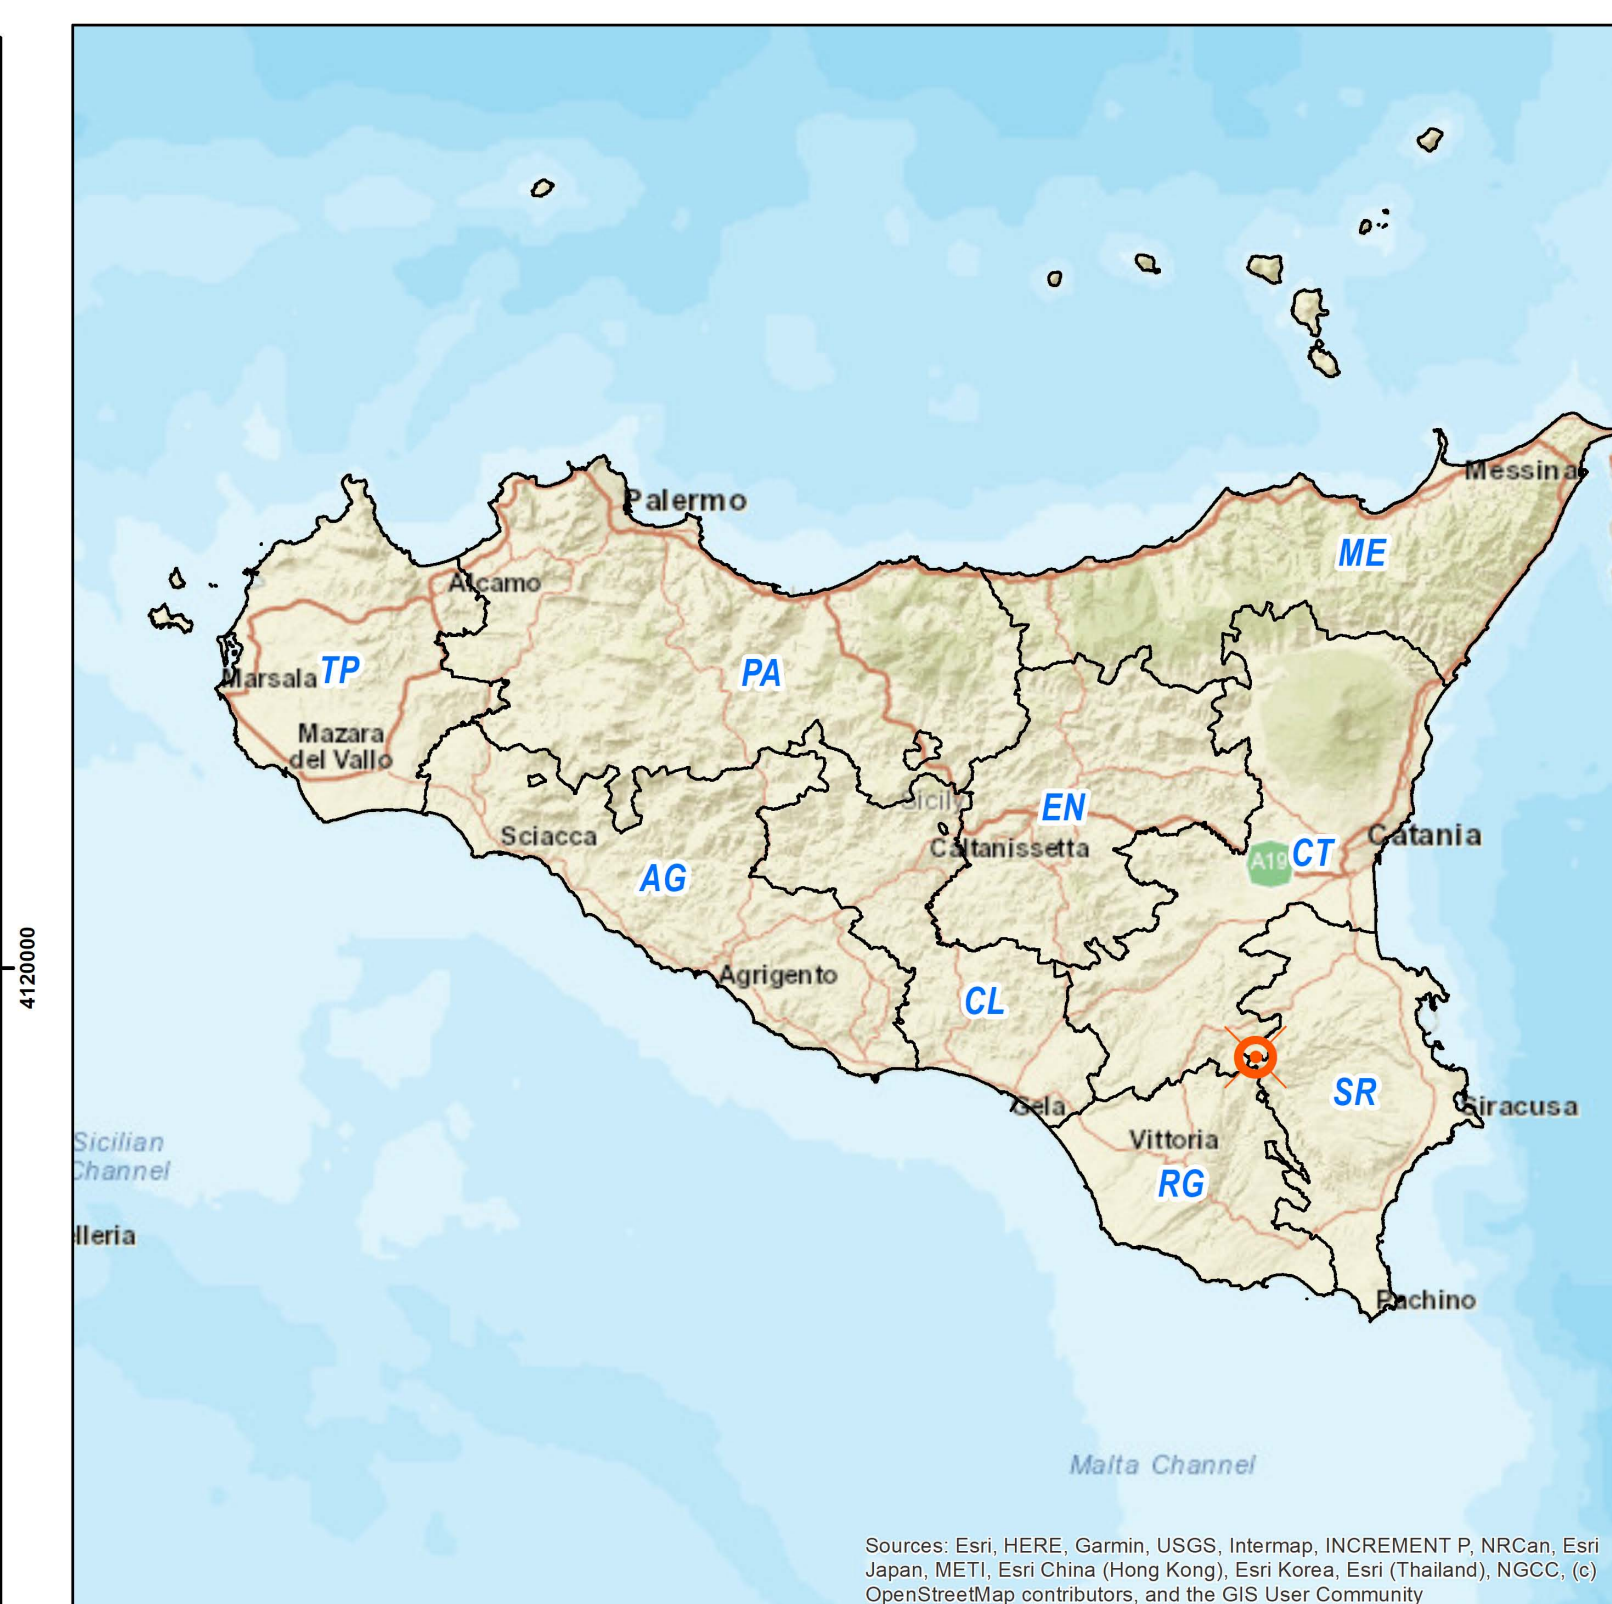 Messina
Palermo
ME
Alcamo
TP
PA
Marsala
Mazara
del Vallo
Sicily
EN
Sciacca
Caltanissetta
A19
CT
Catania
AG
4120000
Agrigento
CL
SR
Gela
Siracusa
Vittoria
Sicilian
Channel
RG
lleria
Pachino
Malta Channel
Sources: Esri, HERE, Garmin, USGS, Intermap, INCREMENT P, NRCan, Esri
Japan, METI, Esri China (Hong Kong), Esri Korea, Esri (Thailand), NGCC, (c)
OpenStreetMap contributors, and the GIS User Community